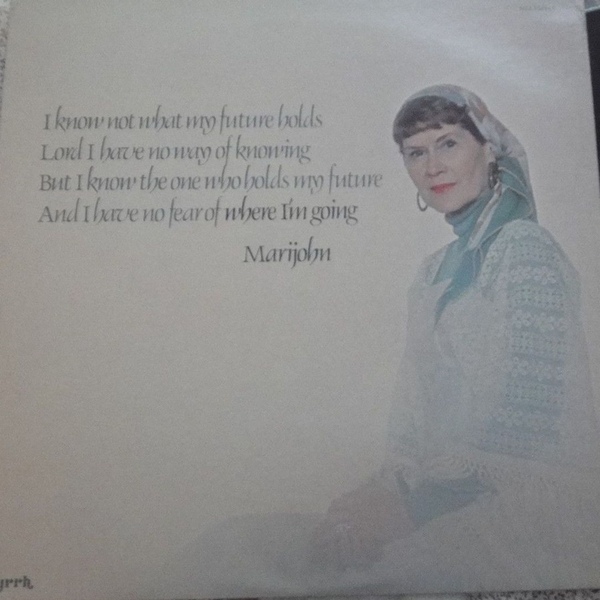 I know not what my future holds
Lord I have no way of knowing
But I know the one who holds my future
And I have no fear of where I'm going
Marijohn
yrrh